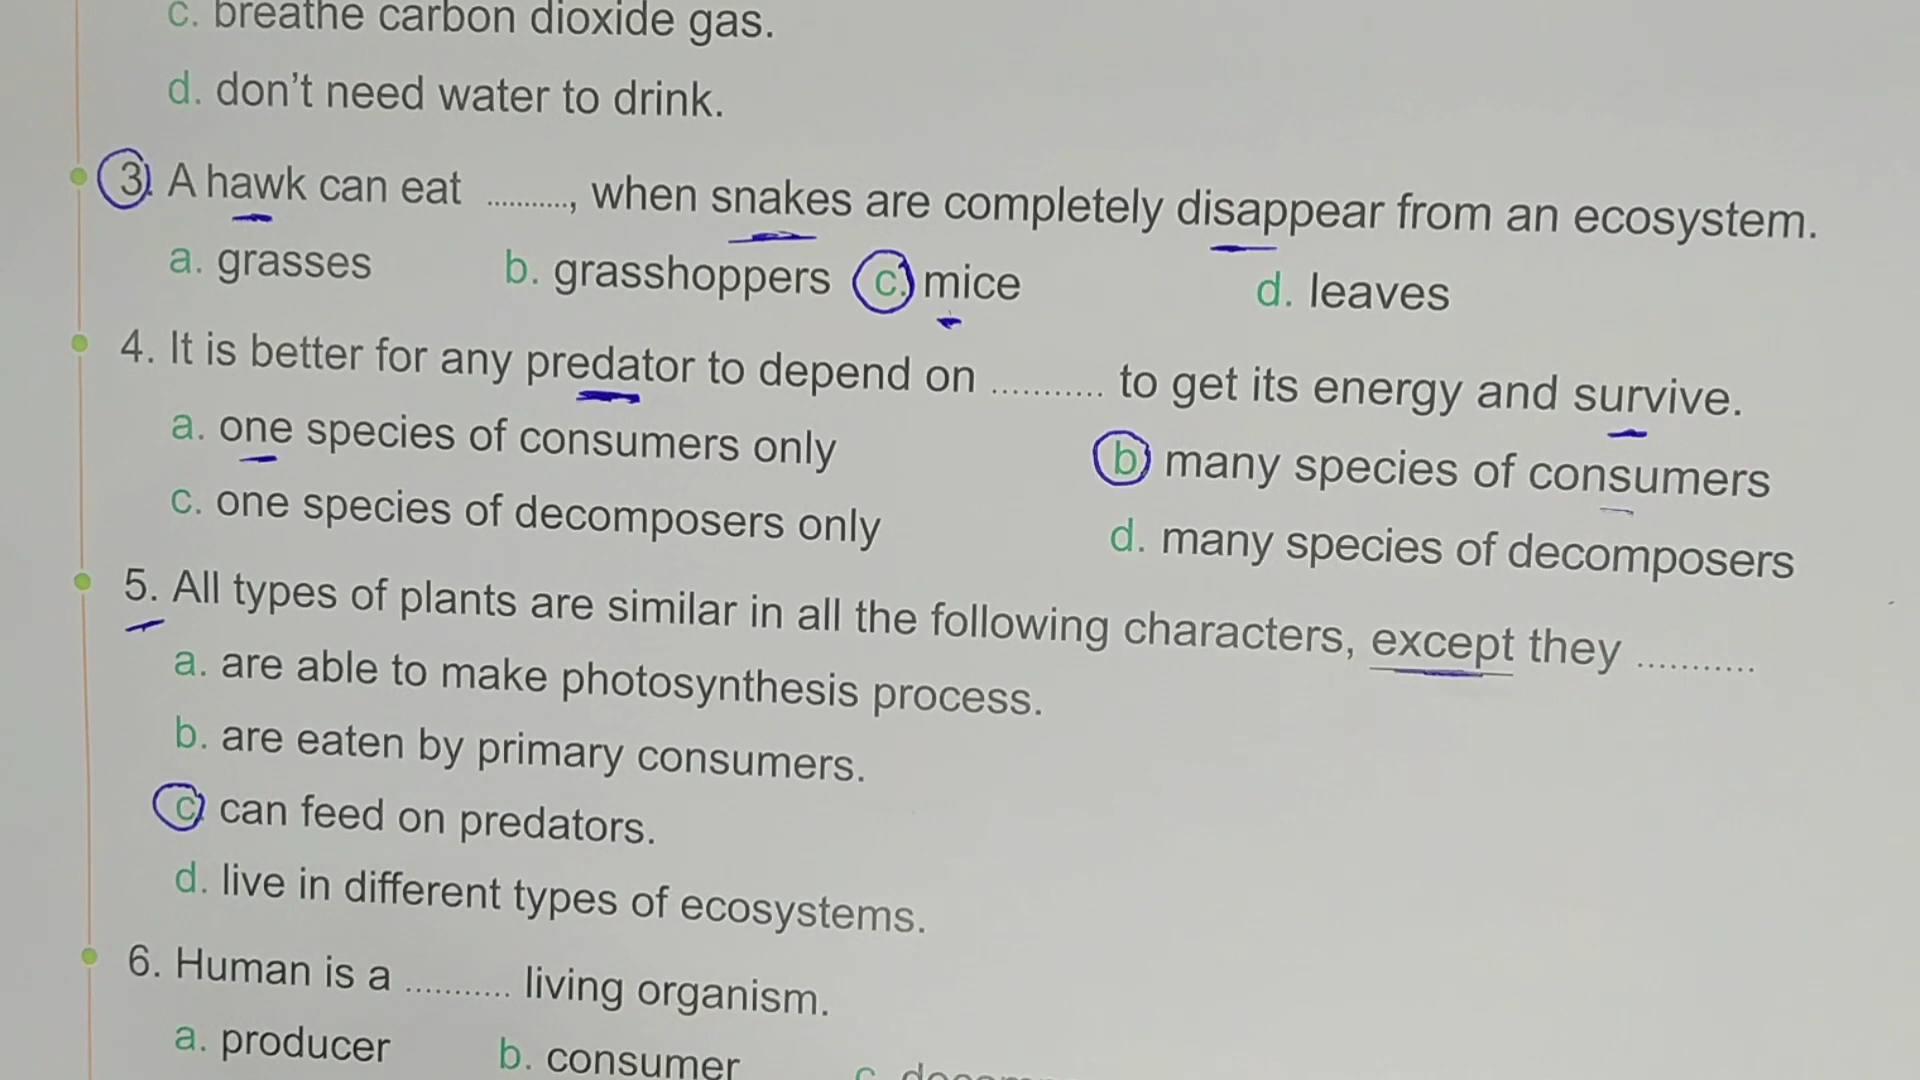 c. breathe carbon dioxide gas.
d. don't need water to drink.
3. A hawk can eat ..........., when snakes are completely disappear from an ecosystem.
a. grasses b. grasshoppers c. mice d. leaves
4. It is better for any predator to depend on ........... to get its energy and survive.
a. one species of consumers only b. many species of consumers
c. one species of decomposers only d. many species of decomposers
5. All types of plants are similar in all the following characters, except they ...........
a. are able to make photosynthesis process.
b. are eaten by primary consumers.
c. can feed on predators.
d. live in different types of ecosystems.
6. Human is a ........... living organism.
a. producer b. consumer c.